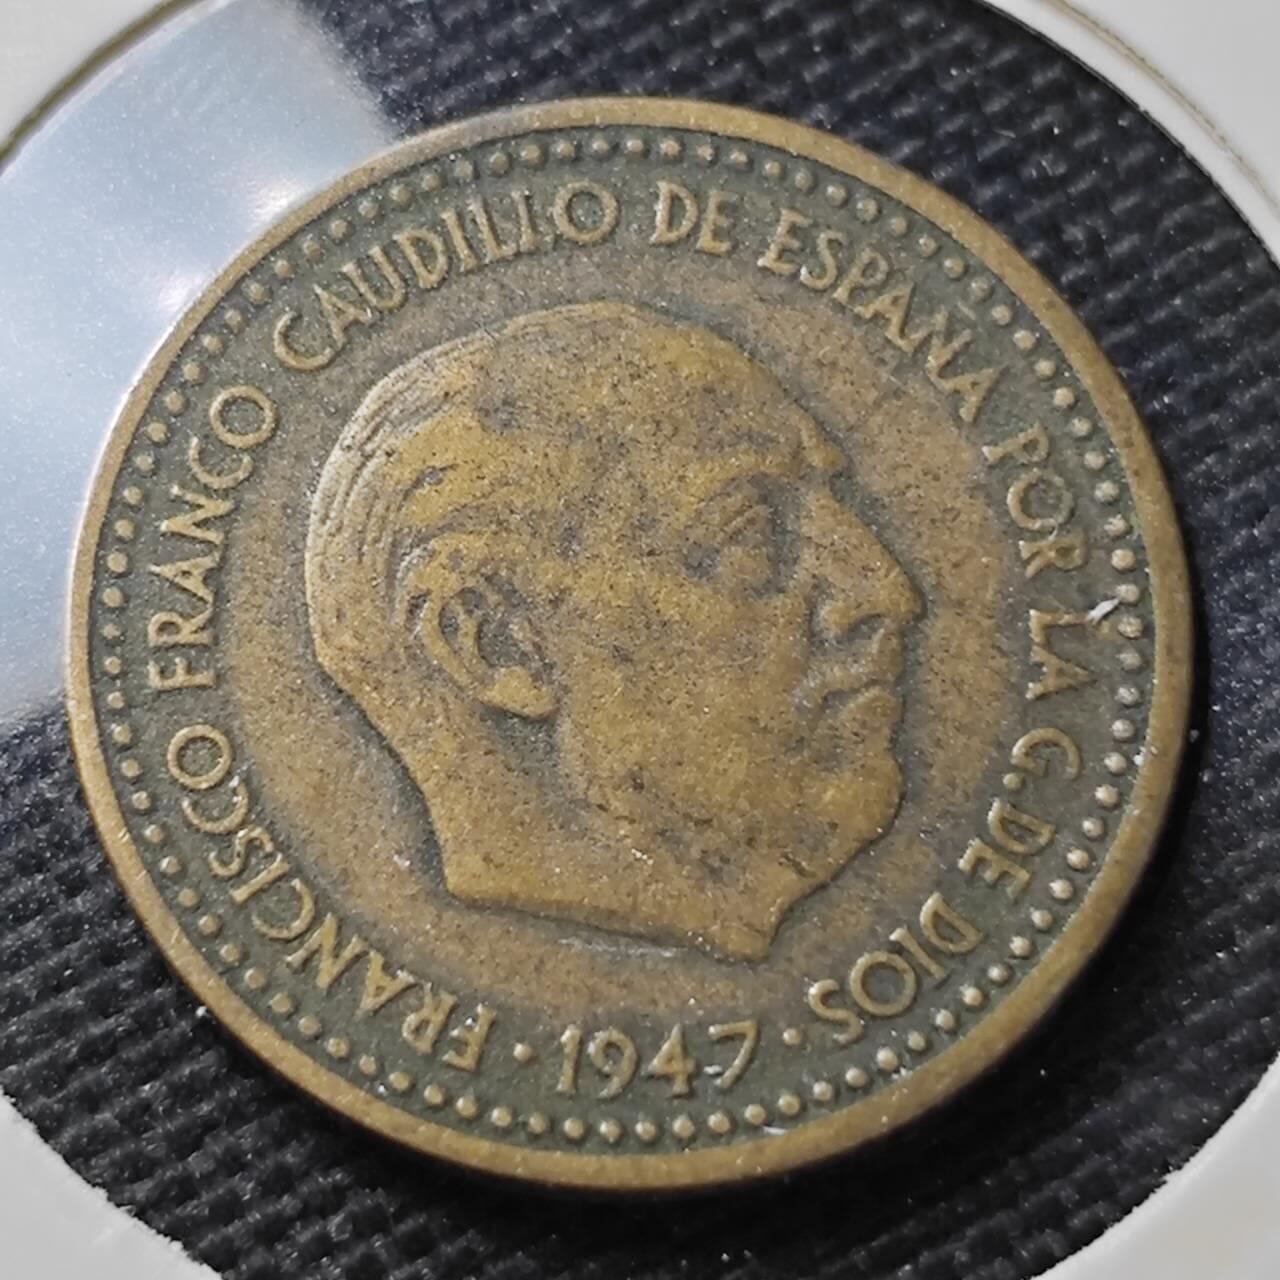 FRANCISCO FRANCO CAUDILLO DE ESPAÑA POR LA G. DE DIOS
· 1947 ·